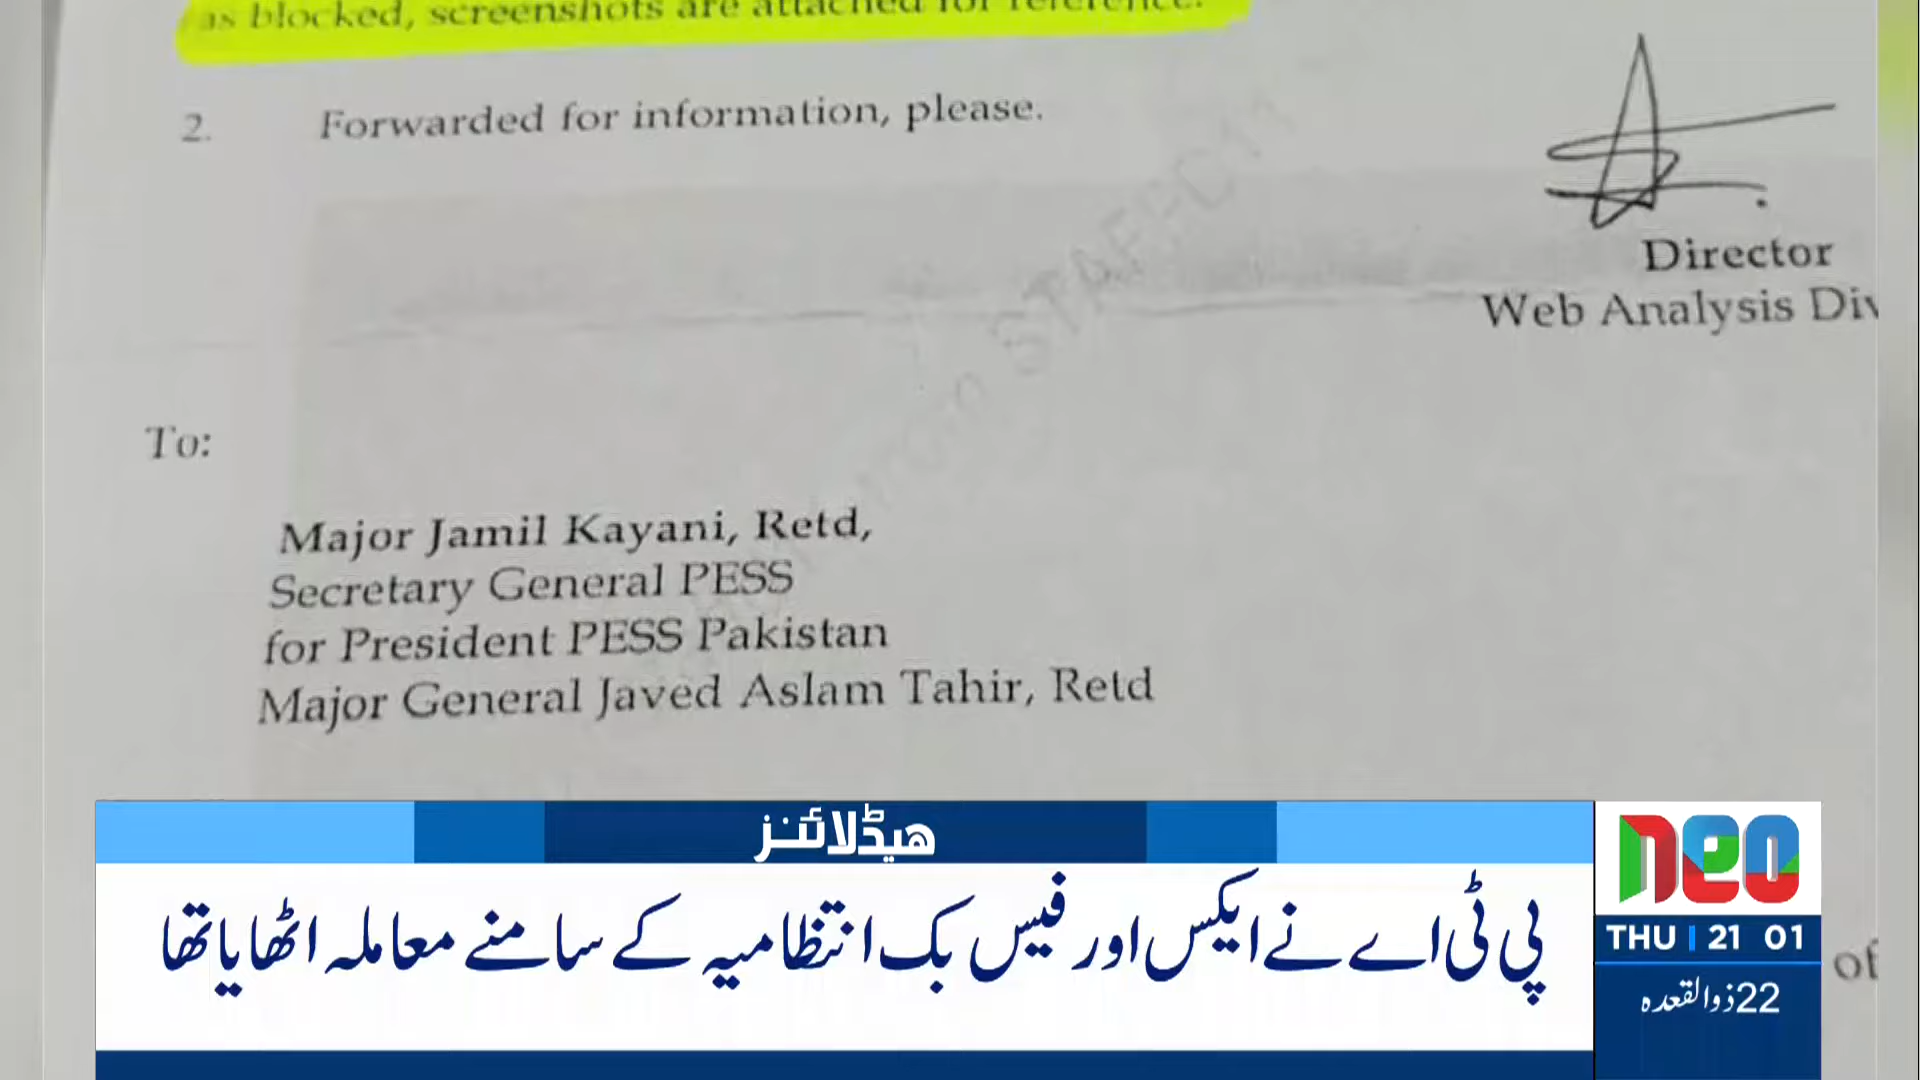 as blocked, screenshots are attached for reference.
2. Forwarded for information, please.
Director
Web Analysis Div
To:
Major Jamil Kayani, Retd,
Secretary General PESS
for President PESS Pakistan
Major General Javed Aslam Tahir, Retd
of
ہیڈلائنز
پی ٹی اے نے ایکس اور فیس بک انتظامیہ کے سامنے معاملہ اٹھایا تھا
neo
THU 21 01
22 ذوالقعدہ